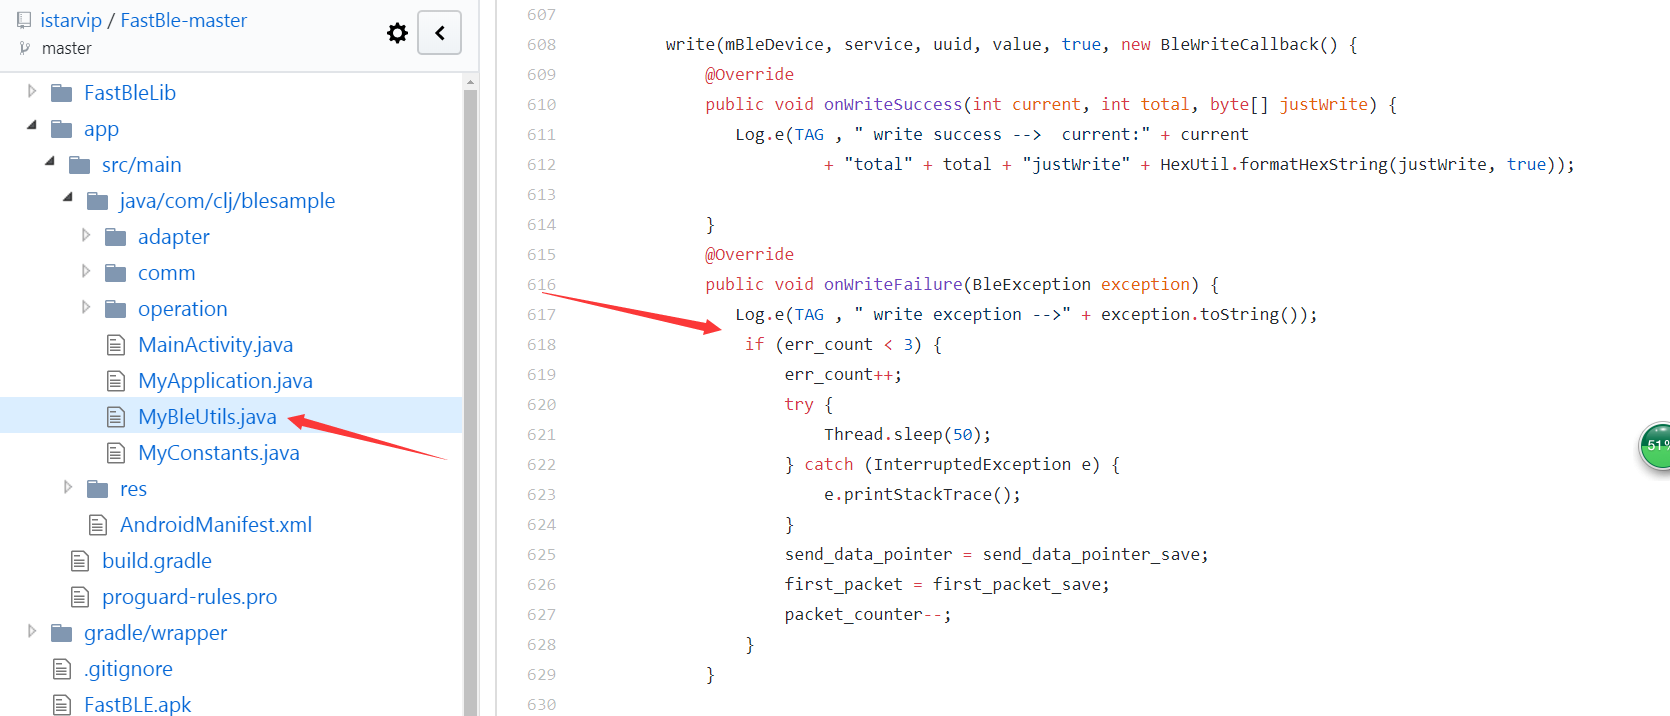 istarvip / FastBle-master
master
FastBleLib
app
src/main
java/com/clj/blesample
adapter
comm
operation
MainActivity.java
MyApplication.java
MyBleUtils.java
MyConstants.java
res
AndroidManifest.xml
build.gradle
proguard-rules.pro
gradle/wrapper
.gitignore
FastBLE.apk
607
608 write(mBleDevice, service, uuid, value, true, new BleWriteCallback() {
609 @Override
610 public void onWriteSuccess(int current, int total, byte[] justWrite) {
611 Log.e(TAG , " write success -->  current:" + current
612 + "total" + total + "justWrite" + HexUtil.formatHexString(justWrite, true));
613
614 }
615 @Override
616 public void onWriteFailure(BleException exception) {
617 Log.e(TAG , " write exception -->" + exception.toString());
618 if (err_count < 3) {
619 err_count++;
620 try {
621 Thread.sleep(50);
622 } catch (InterruptedException e) {
623 e.printStackTrace();
624 }
625 send_data_pointer = send_data_pointer_save;
626 first_packet = first_packet_save;
627 packet_counter--;
628 }
629 }
630
51%